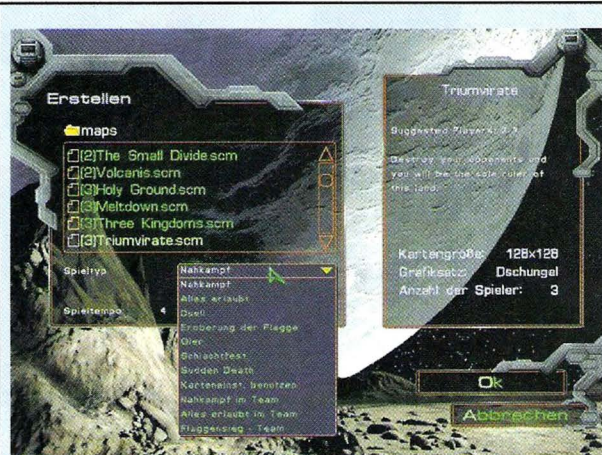 Erstellen
maps
(2)The Small Divide.scm
(2)Volcanis.scm
(3)Holy Ground.scm
(3)Meltdown.scm
(3)Three Kingdoms.scm
(3)Triumvirate.scm
Spieltyp
Nahkampf
Nahkampf
Alles erlaubt
Duell
Eroberung der Flagge
Gier
Schlachtfest
Sudden Death
Karteneinst. benutzen
Nahkampf im Team
Alles erlaubt im Team
Flaggensieg - Team
Spieltempo: 4
Triumvirate
Suggested Players:
Destroy your opponents and
you will be the sole ruler of
this land.
Kartengröße: 128x128
Grafiksatz: Dschungel
Anzahl der Spieler: 3
Ok
Abbrechen